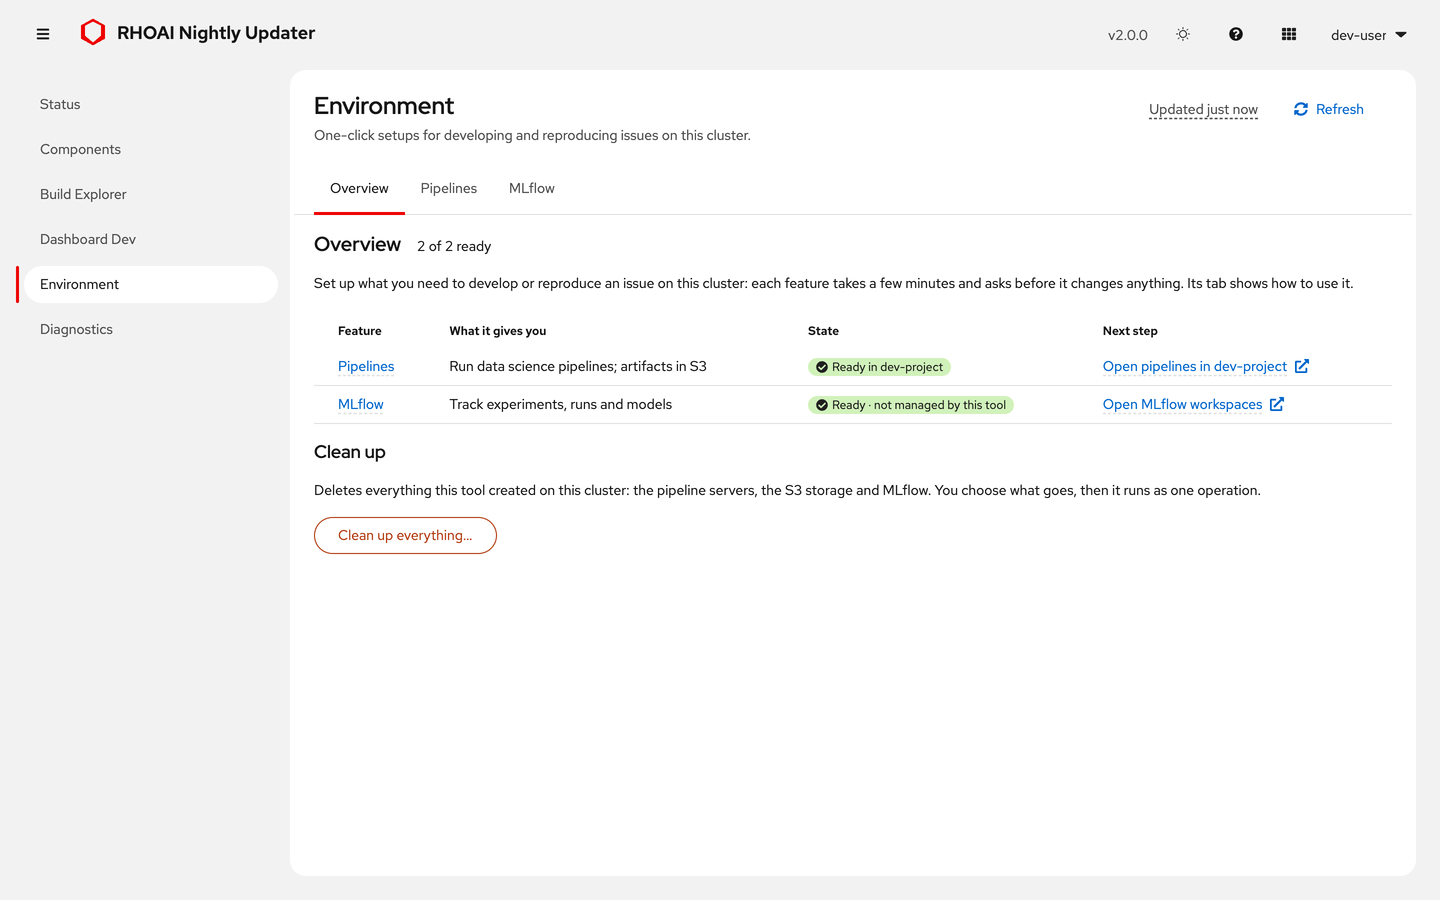 RHOAI Nightly Updater
v2.0.0
dev-user
Status
Components
Build Explorer
Dashboard Dev
Environment
Diagnostics
Environment
One-click setups for developing and reproducing issues on this cluster.
Updated just now
Refresh
Overview Pipelines MLflow
Overview 2 of 2 ready
Set up what you need to develop or reproduce an issue on this cluster: each feature takes a few minutes and asks before it changes anything. Its tab shows how to use it.
Feature What it gives you State Next step
Pipelines Run data science pipelines; artifacts in S3 Ready in dev-project Open pipelines in dev-project
MLflow Track experiments, runs and models Ready · not managed by this tool Open MLflow workspaces
Clean up
Deletes everything this tool created on this cluster: the pipeline servers, the S3 storage and MLflow. You choose what goes, then it runs as one operation.
Clean up everything...